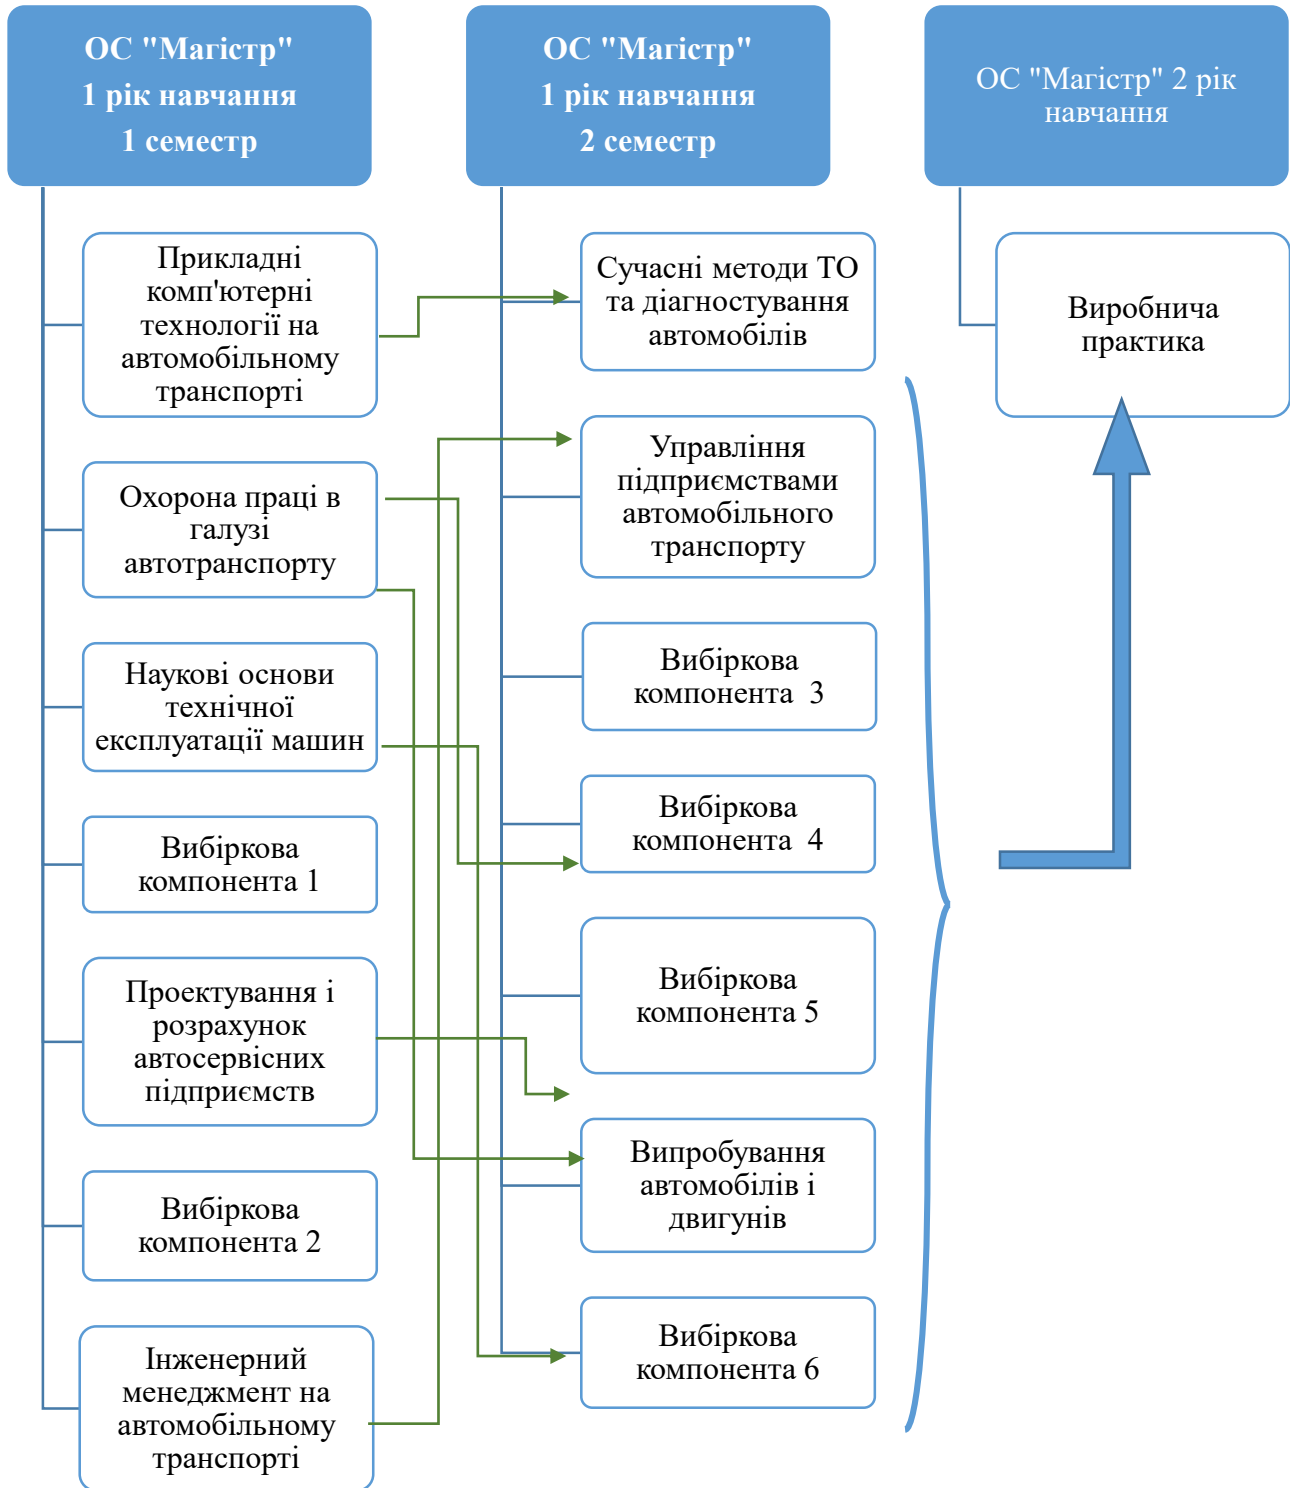 ОС "Магістр"
1 рік навчання
1 семестр
Прикладні
комп'ютерні
технології на
автомобільному
транспорті
Охорона праці в
галузі
автотранспорту
Наукові основи
технічної
експлуатації машин
Вибіркова
компонента 1
Проектування і
розрахунок
автосервісних
підприємств
Вибіркова
компонента 2
Інженерний
менеджмент на
автомобільному
транспорті
ОС "Магістр"
1 рік навчання
2 семестр
Сучасні методи ТО
та діагностування
автомобілів
Управління
підприємствами
автомобільного
транспорту
Вибіркова
компонента 3
Вибіркова
компонента 4
Вибіркова
компонента 5
Випробування
автомобілів і
двигунів
Вибіркова
компонента 6
ОС "Магістр" 2 рік
навчання
Виробнича
практика